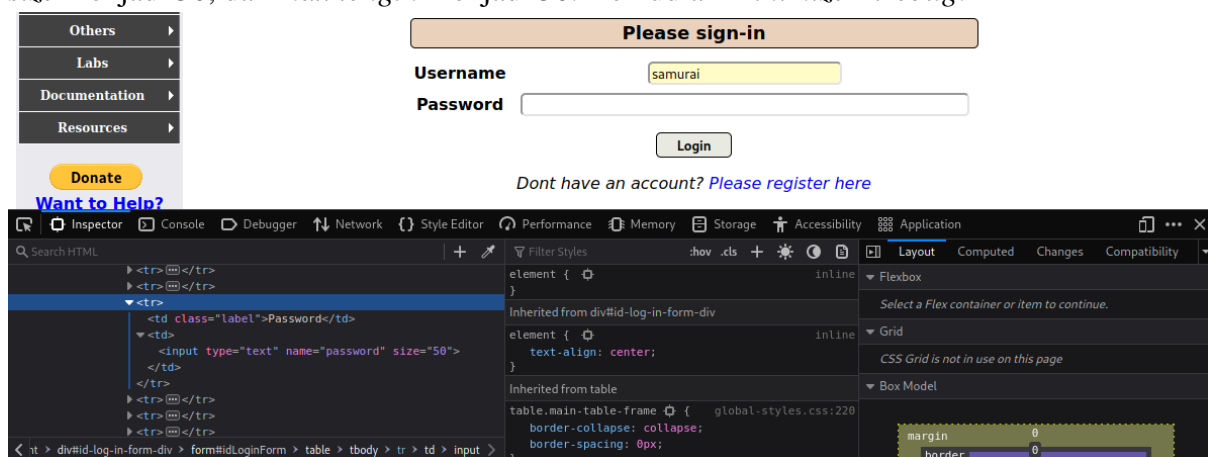 Others
Labs
Documentation
Resources
Donate
Want to Help?
Please sign-in
Username samurai
Password
Login
Dont have an account? Please register here
Inspector Console Debugger Network Style Editor Performance Memory Storage Accessibility Application
Search HTML
<tr></tr>
<tr></tr>
<tr>
<td class="label">Password</td>
<td>
<input type="text" name="password" size="50">
</td>
</tr>
<tr></tr>
<tr></tr>
<tr></tr>
div#id-log-in-form-div > form#idLoginForm > table > tbody > tr > td > input
Filter Styles :hov .cls
element { inline
}
Inherited from div#id-log-in-form-div
element { inline
text-align: center;
}
Inherited from table
table.main-table-frame { global-styles.css:220
border-collapse: collapse;
border-spacing: 0px;
Layout Computed Changes Compatibility
Flexbox
Select a Flex container or item to continue.
Grid
CSS Grid is not in use on this page
Box Model
margin 0
border 0